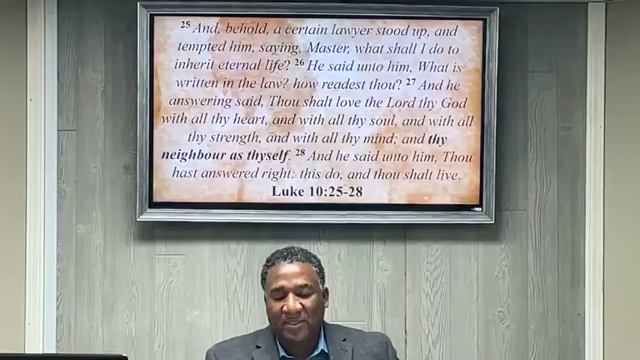 25 And, behold, a certain lawyer stood up, and
tempted him, saying, Master, what shall I do to
inherit eternal life? 26 He said unto him, What is
written in the law? how readest thou? 27 And he
answering said, Thou shalt love the Lord thy God
with all thy heart, and with all thy soul, and with all
thy strength, and with all thy mind; and thy
neighbour as thyself. 28 And he said unto him, Thou
hast answered right: this do, and thou shalt live.
Luke 10:25-28